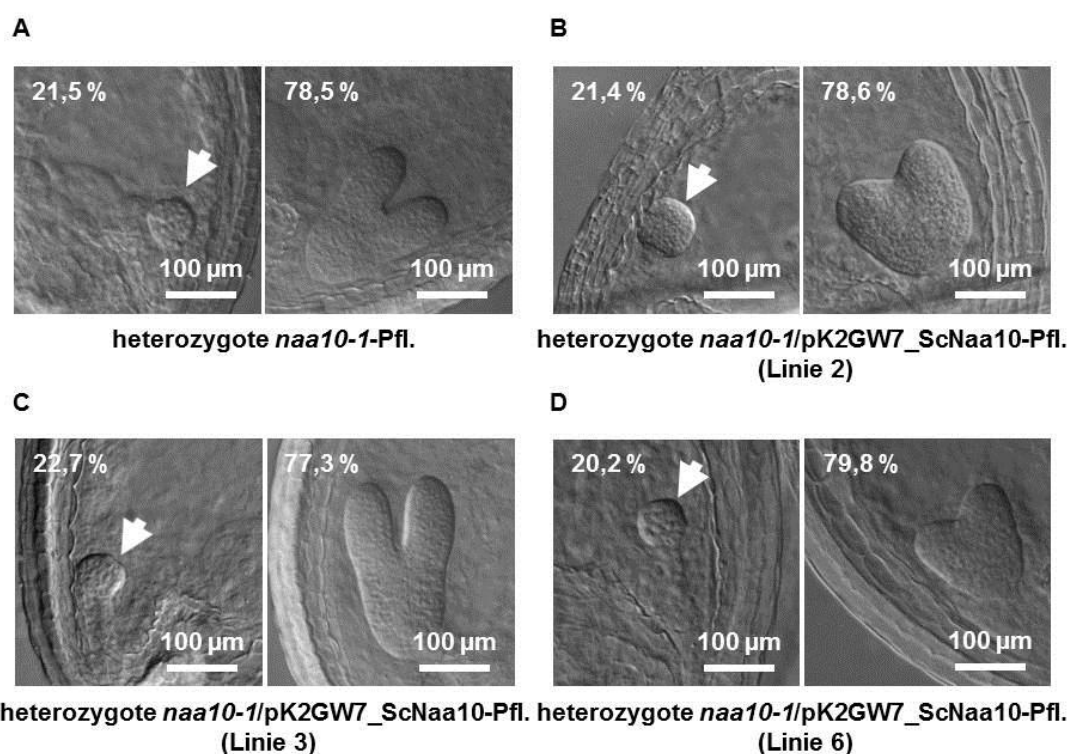 A
B
21,5 %
78,5 %
21,4 %
78,6 %
100 µm
100 µm
100 µm
100 µm
heterozygote naa10-1-Pfl.
heterozygote naa10-1/pK2GW7_ScNaa10-Pfl.
(Linie 2)
C
D
22,7 %
77,3 %
20,2 %
79,8 %
100 µm
100 µm
100 µm
100 µm
heterozygote naa10-1/pK2GW7_ScNaa10-Pfl.
(Linie 3)
heterozygote naa10-1/pK2GW7_ScNaa10-Pfl.
(Linie 6)